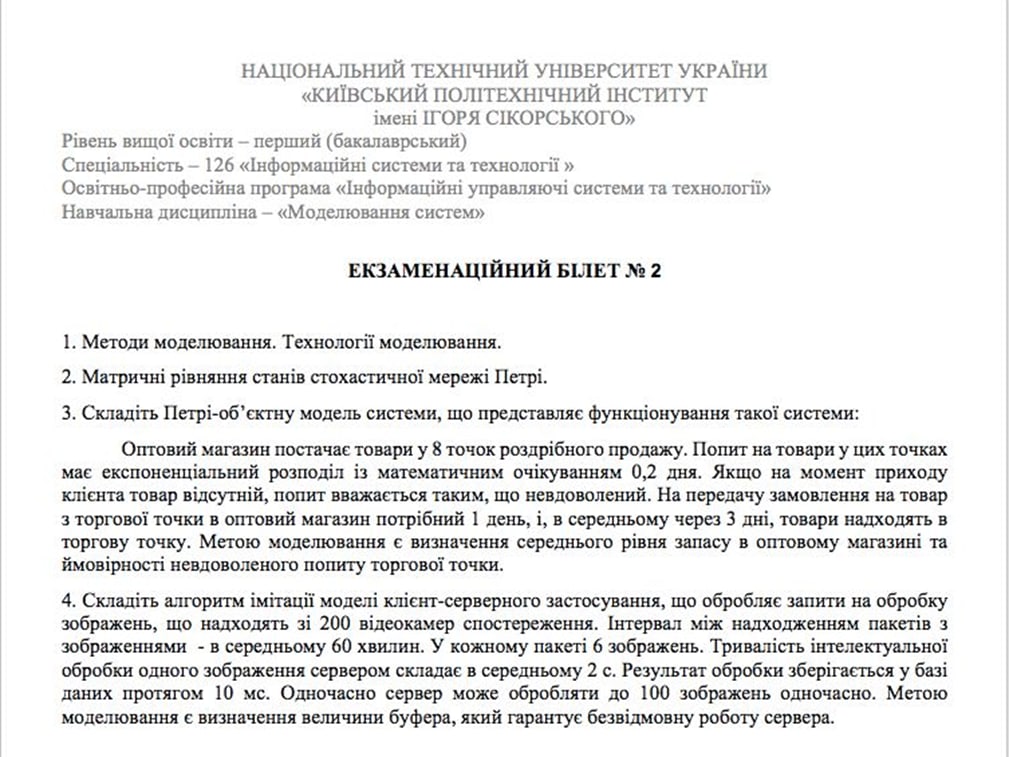 НАЦІОНАЛЬНИЙ ТЕХНІЧНИЙ УНІВЕРСИТЕТ УКРАЇНИ
«КИЇВСЬКИЙ ПОЛІТЕХНІЧНИЙ ІНСТИТУТ
імені ІГОРЯ СІКОРСЬКОГО»
Рівень вищої освіти – перший (бакалаврський)
Спеціальність – 126 «Інформаційні системи та технології »
Освітньо-професійна програма «Інформаційні управляючі системи та технології»
Навчальна дисципліна – «Моделювання систем»
ЕКЗАМЕНАЦІЙНИЙ БІЛЕТ № 2
1. Методи моделювання. Технології моделювання.
2. Матричні рівняння станів стохастичної мережі Петрі.
3. Складіть Петрі-об’єктну модель системи, що представляє функціонування такої системи:
Оптовий магазин постачає товари у 8 точок роздрібного продажу. Попит на товари у цих точках
має експоненціальний розподіл із математичним очікуванням 0,2 дня. Якщо на момент приходу
клієнта товар відсутній, попит вважається таким, що невдоволений. На передачу замовлення на товар
з торгової точки в оптовий магазин потрібний 1 день, і, в середньому через 3 дні, товари надходять в
торгову точку. Метою моделювання є визначення середнього рівня запасу в оптовому магазині та
ймовірності невдоволеного попиту торгової точки.
4. Складіть алгоритм імітації моделі клієнт-серверного застосування, що обробляє запити на обробку
зображень, що надходять зі 200 відеокамер спостереження. Інтервал між надходженням пакетів з
зображеннями - в середньому 60 хвилин. У кожному пакеті 6 зображень. Тривалість інтелектуальної
обробки одного зображення сервером складає в середньому 2 с. Результат обробки зберігається у базі
даних протягом 10 мс. Одночасно сервер може обробляти до 100 зображень одночасно. Метою
моделювання є визначення величини буфера, який гарантує безвідмовну роботу сервера.